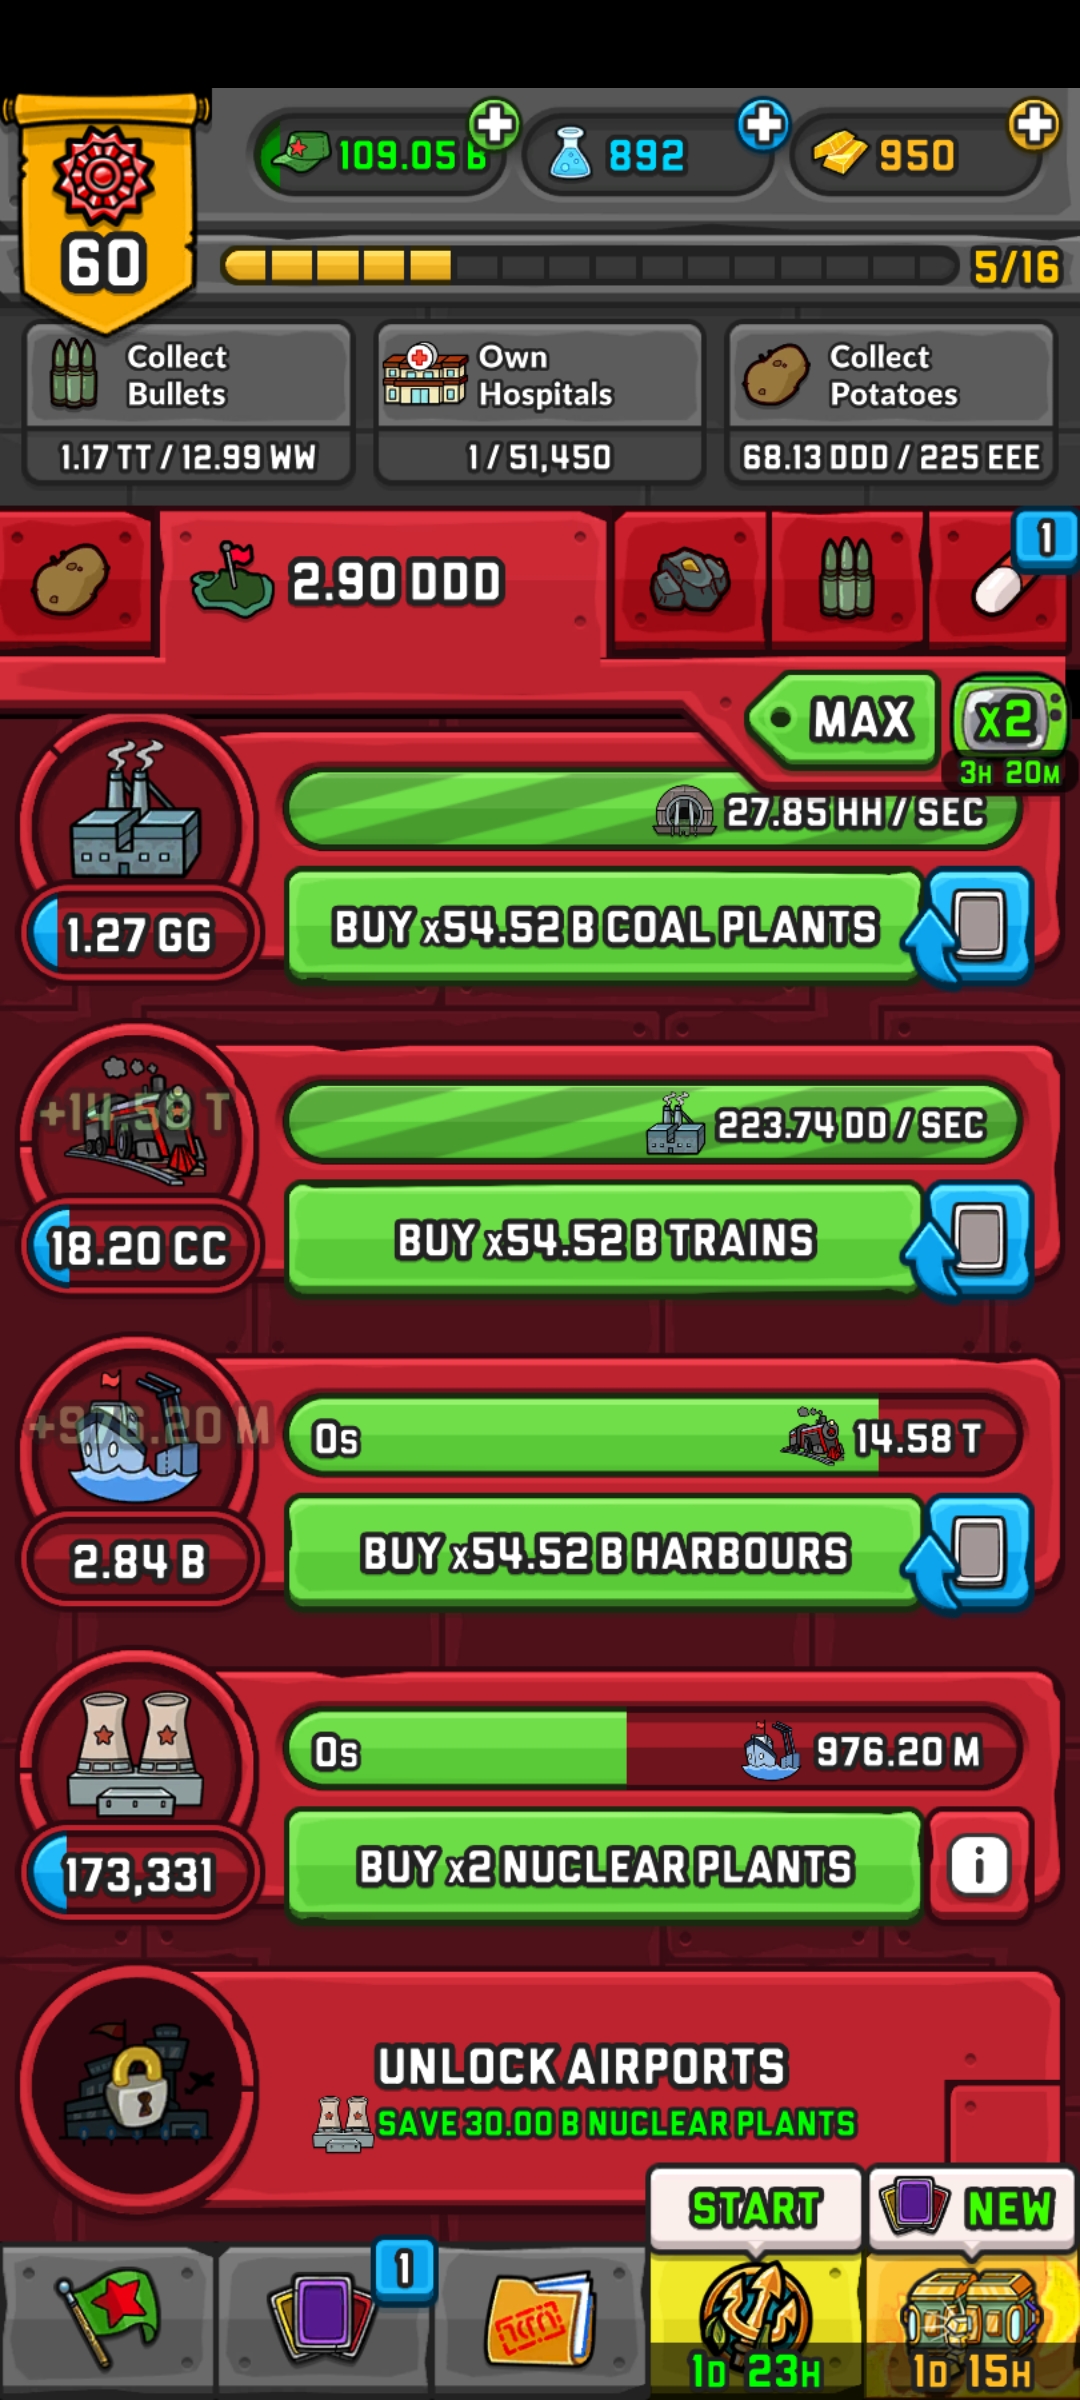 109.05 B
892
950
60
5/16
Collect
Bullets
1.17 TT / 12.99 WW
Own
Hospitals
1 / 51,450
Collect
Potatoes
68.13 DDD / 225 EEE
2.90 DDD
1
MAX
x2
3H 20M
27.85 HH / SEC
1.27 GG
BUY x54.52 B COAL PLANTS
+14.58 T
223.74 DD / SEC
18.20 CC
BUY x54.52 B TRAINS
+976.20 M
0s
14.58 T
2.84 B
BUY x54.52 B HARBOURS
0s
976.20 M
173,331
BUY x2 NUCLEAR PLANTS
i
UNLOCK AIRPORTS
SAVE 30.00 B NUCLEAR PLANTS
START
NEW
1
1D 23H
1D 15H